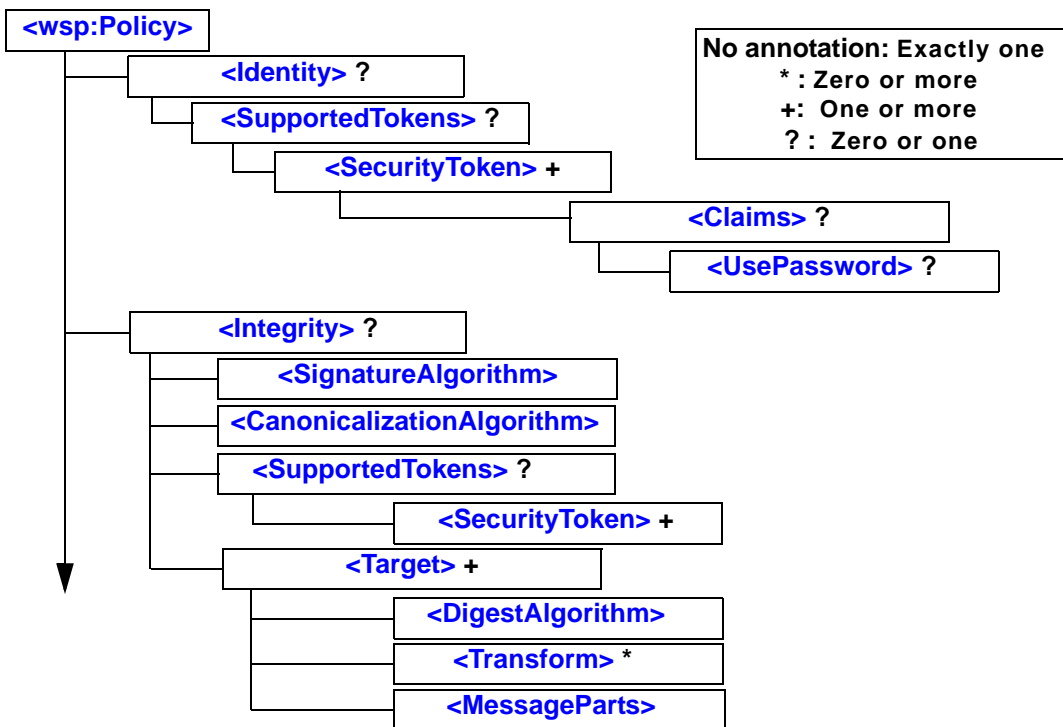 <wsp:Policy>
<Identity> ?
<SupportedTokens> ?
<SecurityToken> +
<Claims> ?
<UsePassword> ?
No annotation: Exactly one
* : Zero or more
+: One or more
? : Zero or one
<Integrity> ?
<SignatureAlgorithm>
<CanonicalizationAlgorithm>
<SupportedTokens> ?
<SecurityToken> +
<Target> +
<DigestAlgorithm>
<Transform> *
<MessageParts>